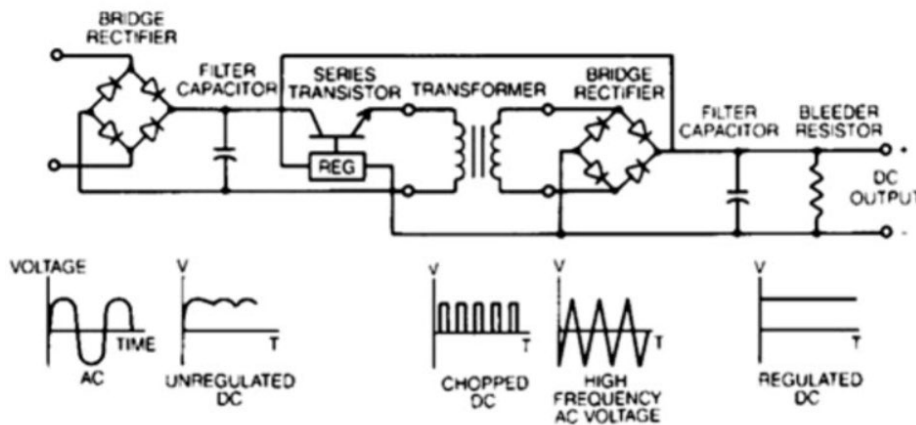 BRIDGE
RECTIFIER
FILTER
CAPACITOR
SERIES
TRANSISTOR
TRANSFORMER
BRIDGE
RECTIFIER
FILTER
CAPACITOR
BLEEDER
RESISTOR
REG
+
DC
OUTPUT
-
VOLTAGE
TIME
AC
V
T
UNREGULATED
DC
V
T
CHOPPED
DC
V
T
HIGH
FREQUENCY
AC VOLTAGE
V
T
REGULATED
DC